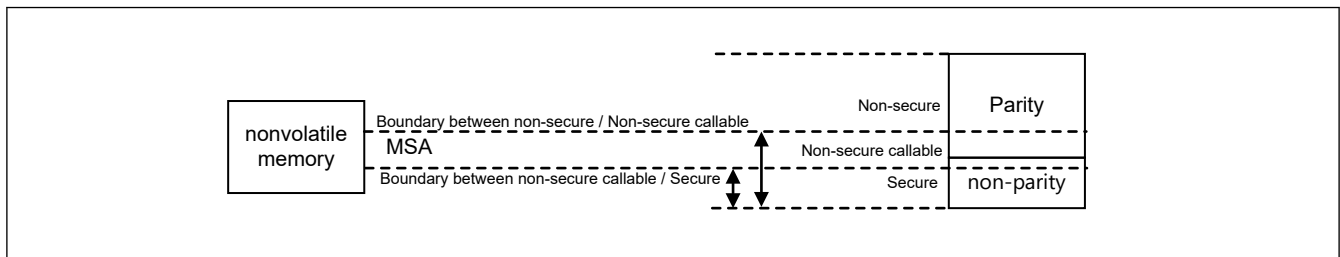 nonvolatile
memory
Boundary between non-secure / Non-secure callable
MSA
Boundary between non-secure callable / Secure
Non-secure
Non-secure callable
Secure
Parity
non-parity